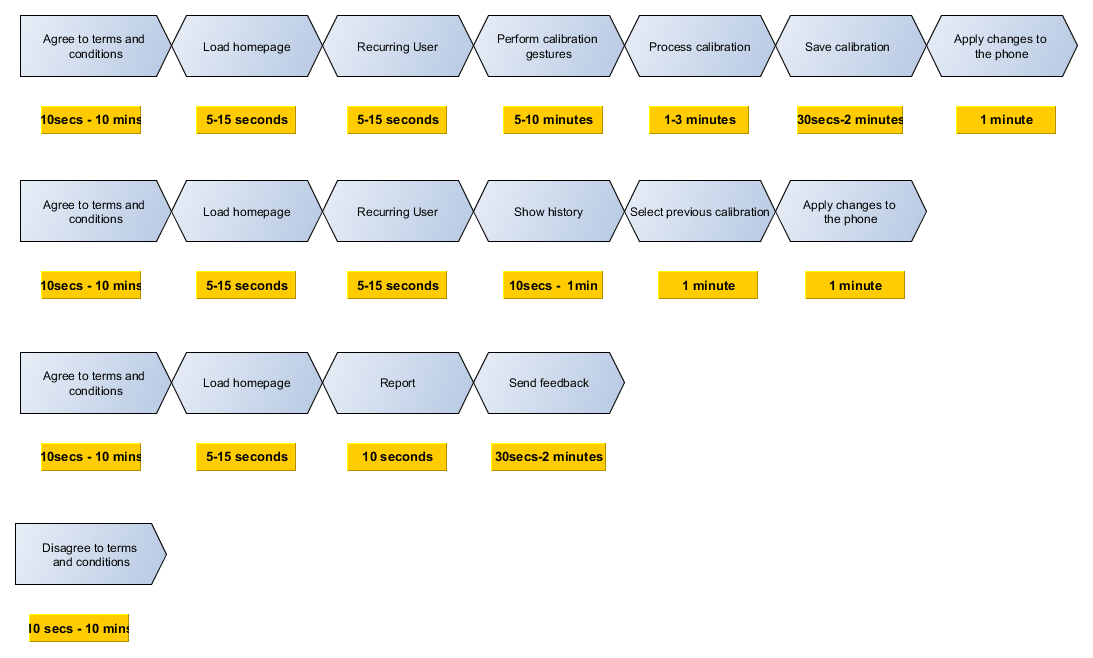 Agree to terms and
conditions
Load homepage
Recurring User
Perform calibration
gestures
Process calibration
Save calibration
Apply changes to
the phone
10secs - 10 mins
5-15 seconds
5-15 seconds
5-10 minutes
1-3 minutes
30secs-2 minutes
1 minute
Agree to terms and
conditions
Load homepage
Recurring User
Show history
Select previous calibration
Apply changes to
the phone
10secs - 10 mins
5-15 seconds
5-15 seconds
10secs - 1min
1 minute
1 minute
Agree to terms and
conditions
Load homepage
Report
Send feedback
10secs - 10 mins
5-15 seconds
10 seconds
30secs-2 minutes
Disagree to terms
and conditions
10 secs - 10 mins